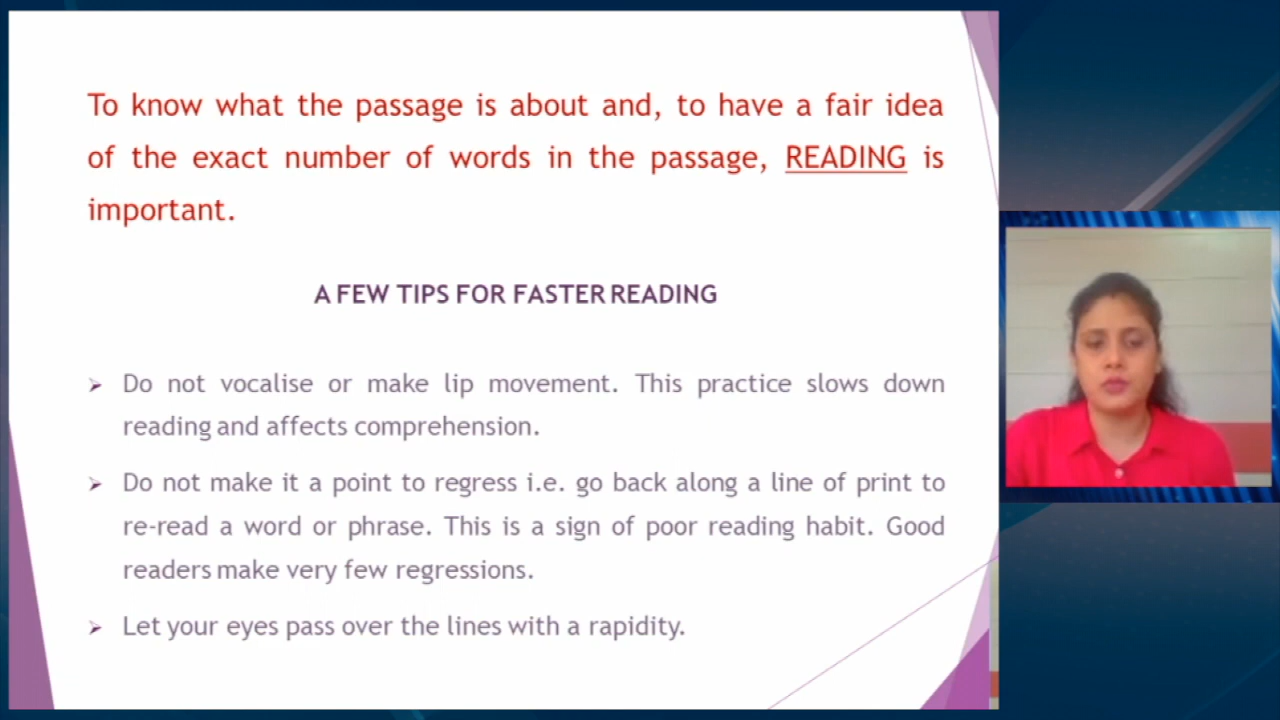 To know what the passage is about and, to have a fair idea
of the exact number of words in the passage, READING is
important.
A FEW TIPS FOR FASTER READING
Do not vocalise or make lip movement. This practice slows down
reading and affects comprehension.
Do not make it a point to regress i.e. go back along a line of print to
re-read a word or phrase. This is a sign of poor reading habit. Good
readers make very few regressions.
Let your eyes pass over the lines with a rapidity.